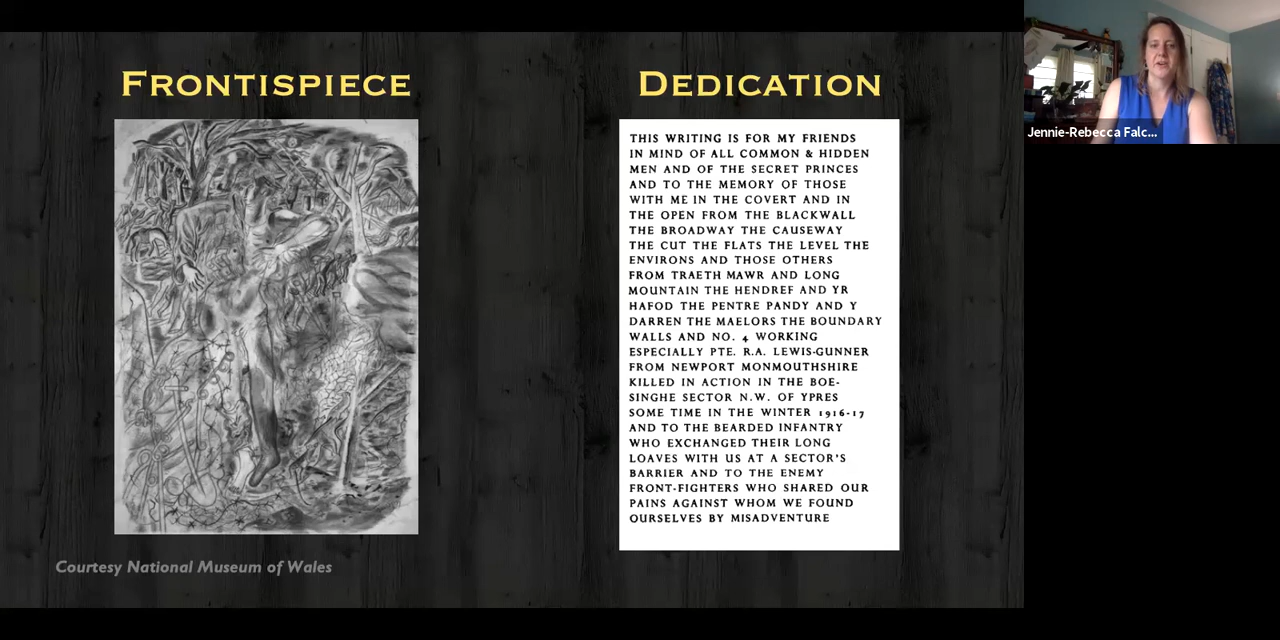 FRONTISPIECE
DEDICATION
THIS WRITING IS FOR MY FRIENDS
IN MIND OF ALL COMMON & HIDDEN
MEN AND OF THE SECRET PRINCES
AND TO THE MEMORY OF THOSE
WITH ME IN THE COVERT AND IN
THE OPEN FROM THE BLACKWALL
THE BROADWAY THE CAUSEWAY
THE CUT THE FLATS THE LEVEL THE
ENVIRONS AND THOSE OTHERS
FROM TRAETH MAWR AND LONG
MOUNTAIN THE HENDREF AND YR
HAFOD THE PENTRE PANDY AND Y
DARREN THE MAELORS THE BOUNDARY
WALLS AND NO. 4 WORKING
ESPECIALLY PTE. R.A. LEWIS-GUNNER
FROM NEWPORT MONMOUTHSHIRE
KILLED IN ACTION IN THE BOE-
SINGHE SECTOR N.W. OF YPRES
SOME TIME IN THE WINTER 1916-17
AND TO THE BEARDED INFANTRY
WHO EXCHANGED THEIR LONG
LOAVES WITH US AT A SECTOR'S
BARRIER AND TO THE ENEMY
FRONT-FIGHTERS WHO SHARED OUR
PAINS AGAINST WHOM WE FOUND
OURSELVES BY MISADVENTURE
Courtesy National Museum of Wales
Jennie-Rebecca Falc...